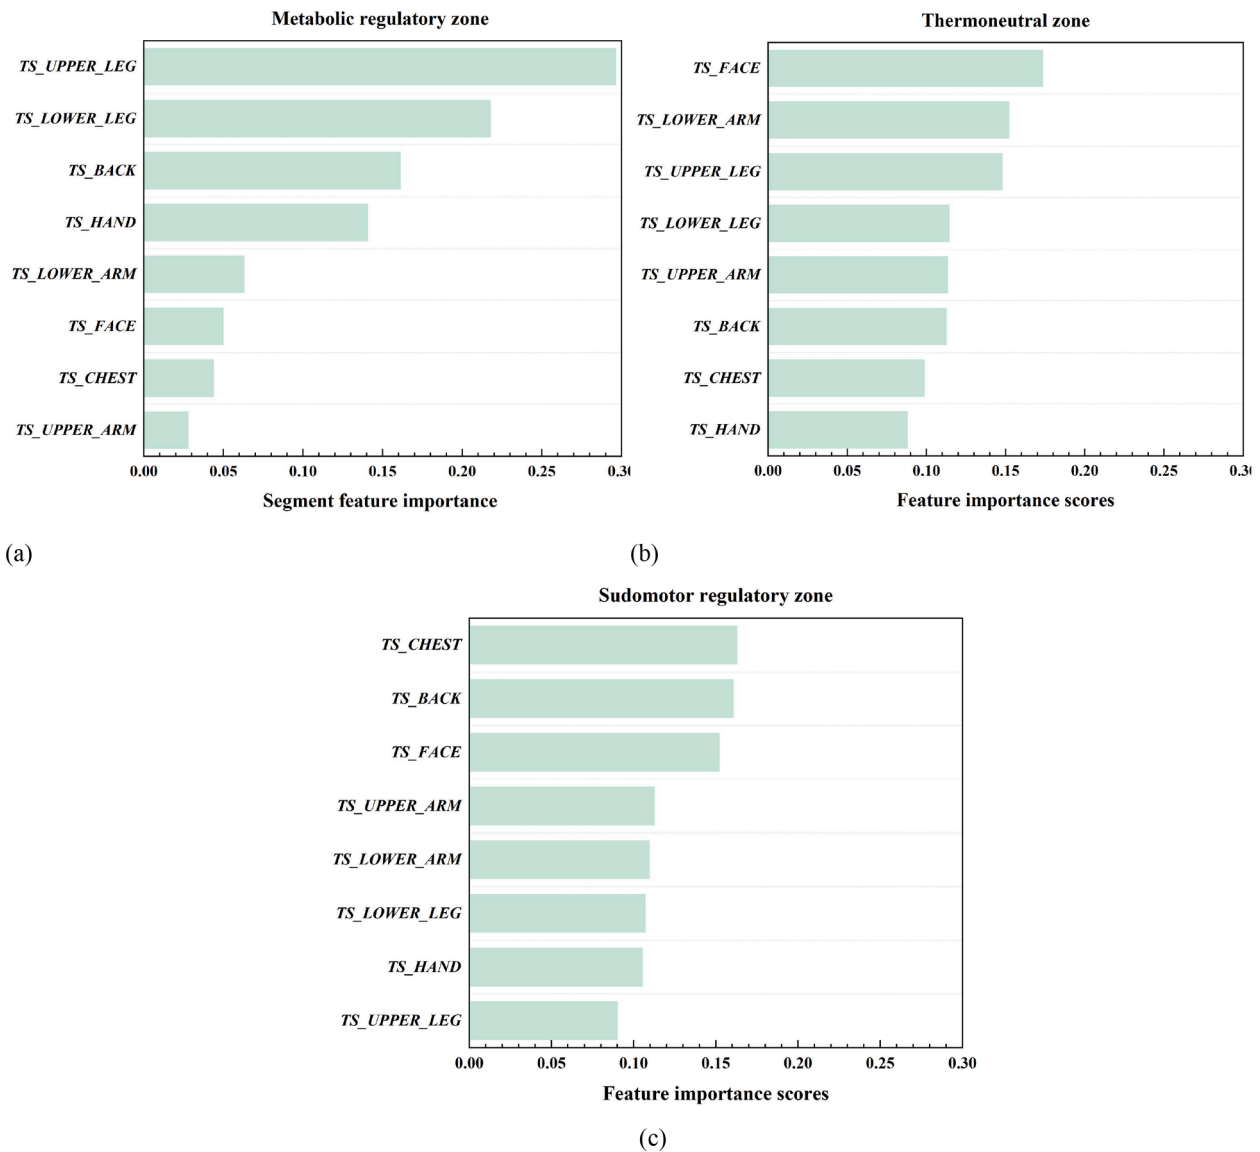 Metabolic regulatory zone
TS_UPPER_LEG
TS_LOWER_LEG
TS_BACK
TS_HAND
TS_LOWER_ARM
TS_FACE
TS_CHEST
TS_UPPER_ARM
0.00 0.05 0.10 0.15 0.20 0.25 0.30
Segment feature importance
(a)
Thermoneutral zone
TS_FACE
TS_LOWER_ARM
TS_UPPER_LEG
TS_LOWER_LEG
TS_UPPER_ARM
TS_BACK
TS_CHEST
TS_HAND
0.00 0.05 0.10 0.15 0.20 0.25 0.30
Feature importance scores
(b)
Sudomotor regulatory zone
TS_CHEST
TS_BACK
TS_FACE
TS_UPPER_ARM
TS_LOWER_ARM
TS_LOWER_LEG
TS_HAND
TS_UPPER_LEG
0.00 0.05 0.10 0.15 0.20 0.25 0.30
Feature importance scores
(c)